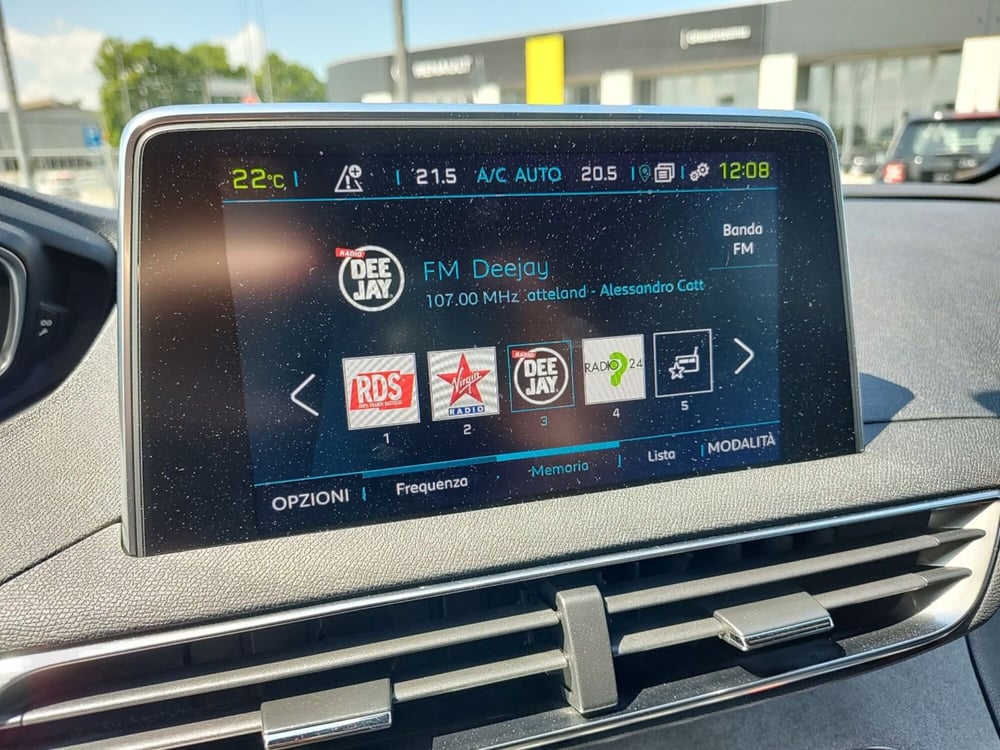 RENAULT
22°C 21.5 A/C AUTO 20.5 12:08
Banda
FM
RADIO
DEE
JAY
FM Deejay
107.00 MHz atteland - Alessandro Catt
RDS
Virgin
RADIO
RADIO
DEE
JAY
RADIO 24
1 2 3 4 5
OPZIONI Frequenza Memoria Lista MODALITÀ